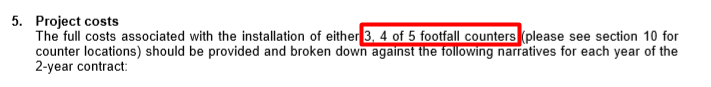 5. Project costs
The full costs associated with the installation of either 3, 4 of 5 footfall counters (please see section 10 for
counter locations) should be provided and broken down against the following narratives for each year of the
2-year contract: